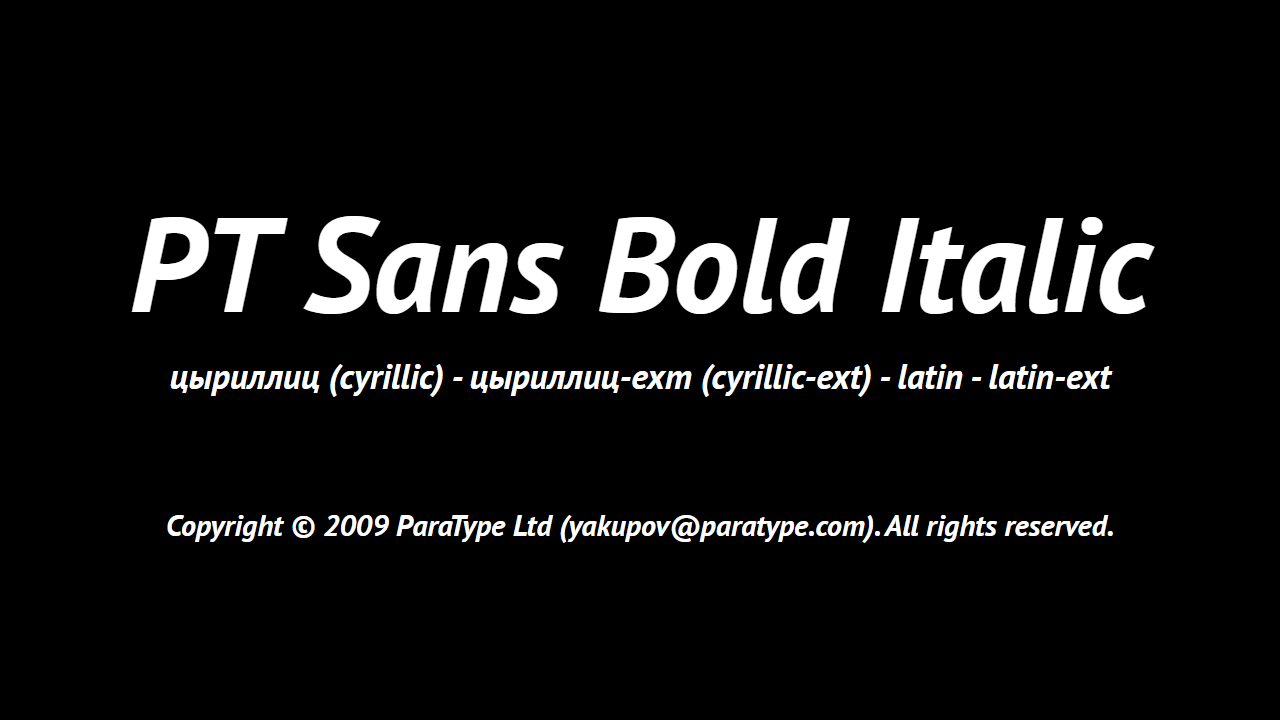 PT Sans Bold Italic
цыриллиц (cyrillic) - цыриллиц-ехт (cyrillic-ext) - latin - latin-ext
Copyright © 2009 ParaType Ltd (yakupov@paratype.com). All rights reserved.